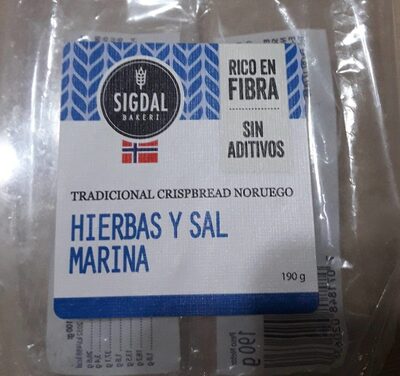 SIGDAL
BAKERI
RICO EN
FIBRA
SIN
ADITIVOS
TRADICIONAL CRISPBREAD NORUEGO
HIERBAS Y SAL
MARINA
190 g